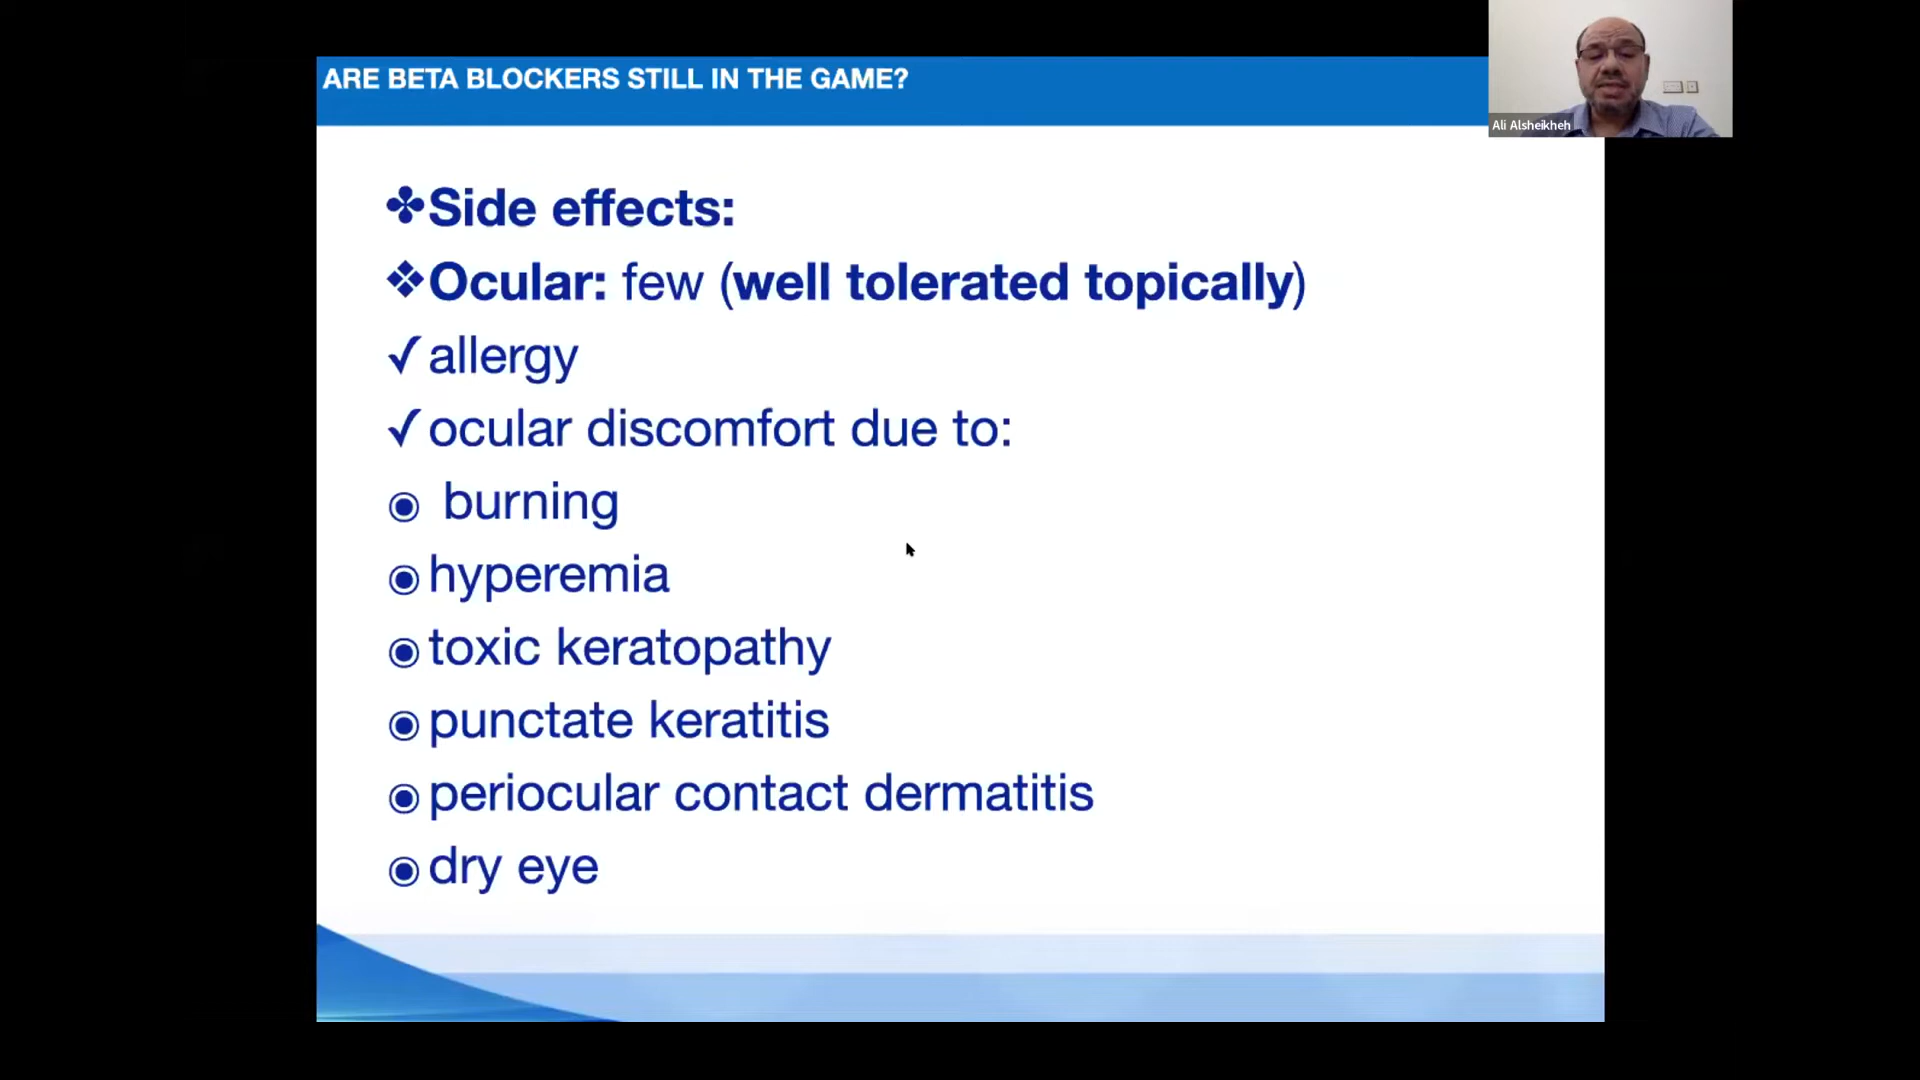 ARE BETA BLOCKERS STILL IN THE GAME?
Ali Alsheikheh
✤Side effects:
❖Ocular: few (well tolerated topically)
✓allergy
✓ocular discomfort due to:
◉ burning
◉hyperemia
◉toxic keratopathy
◉punctate keratitis
◉periocular contact dermatitis
◉dry eye